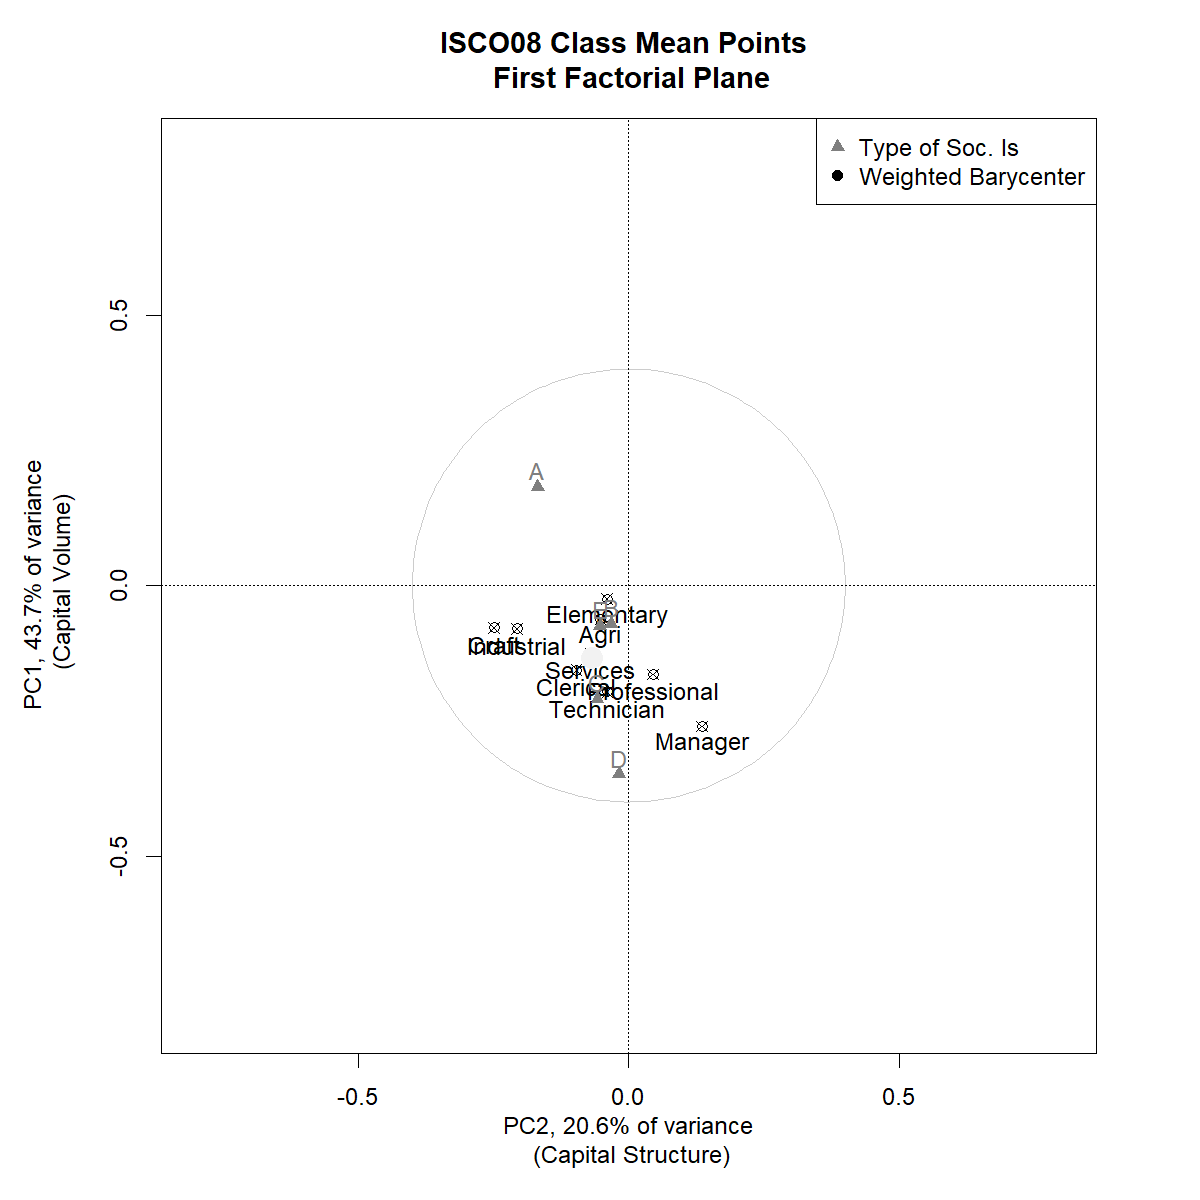 ISCO08 Class Mean Points
First Factorial Plane
Type of Soc. Is
Weighted Barycenter
PC1, 43.7% of variance
(Capital Volume)
0.5
0.0
-0.5
A
Elementary
Agri
Craft
Industrial
Services
Clerical
Professional
Technician
Manager
C
D
-0.5
0.0
0.5
PC2, 20.6% of variance
(Capital Structure)